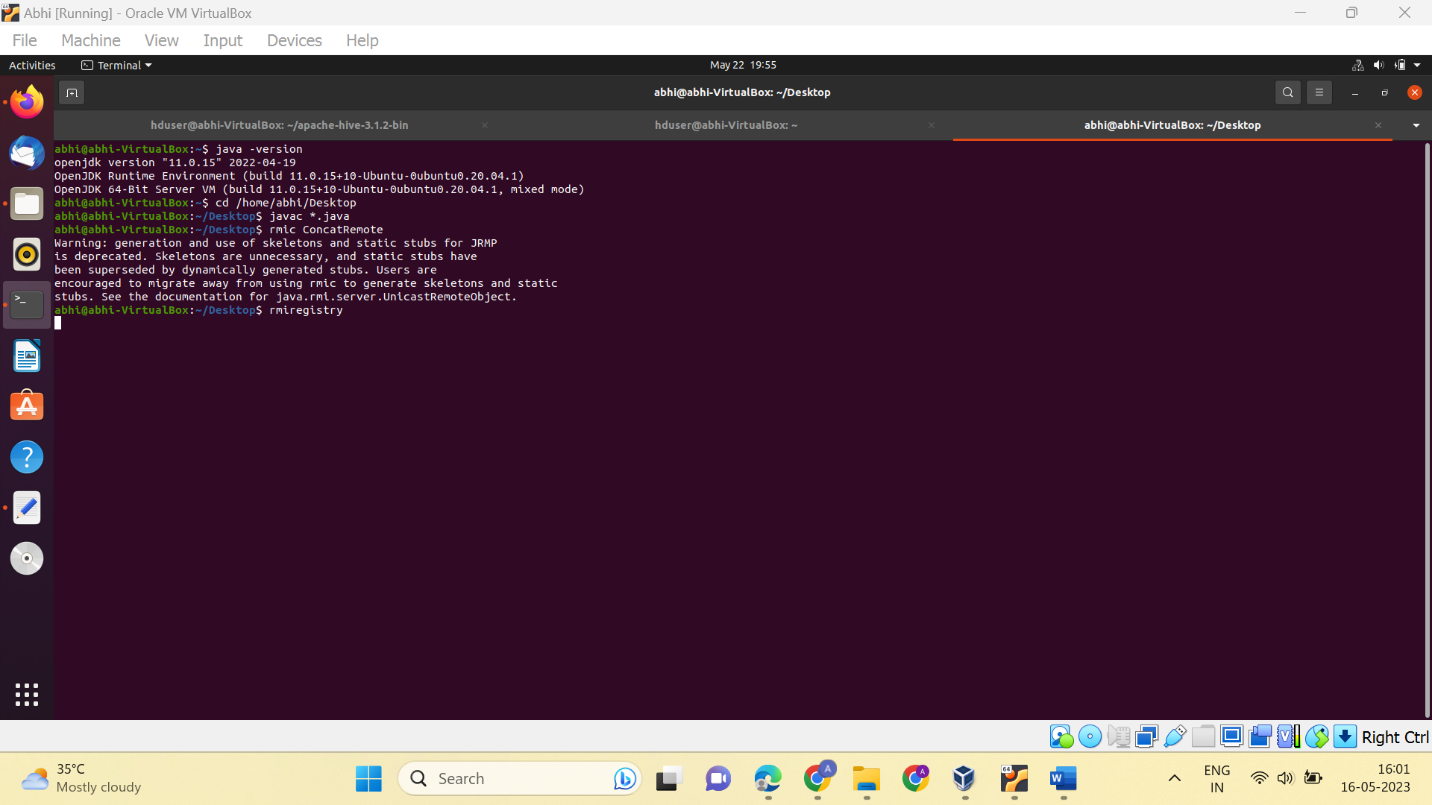 Abhi [Running] - Oracle VM VirtualBox
File Machine View Input Devices Help
Activities Terminal May 22 19:55
abhi@abhi-VirtualBox: ~/Desktop
hduser@abhi-VirtualBox: ~/apache-hive-3.1.2-bin hduser@abhi-VirtualBox: ~ abhi@abhi-VirtualBox: ~/Desktop
abhi@abhi-VirtualBox:~$ java -version
openjdk version "11.0.15" 2022-04-19
OpenJDK Runtime Environment (build 11.0.15+10-Ubuntu-0ubuntu0.20.04.1)
OpenJDK 64-Bit Server VM (build 11.0.15+10-Ubuntu-0ubuntu0.20.04.1, mixed mode)
abhi@abhi-VirtualBox:~$ cd /home/abhi/Desktop
abhi@abhi-VirtualBox:~/Desktop$ javac *.java
abhi@abhi-VirtualBox:~/Desktop$ rmic ConcatRemote
Warning: generation and use of skeletons and static stubs for JRMP
is deprecated. Skeletons are unnecessary, and static stubs have
been superseded by dynamically generated stubs. Users are
encouraged to migrate away from using rmic to generate skeletons and static
stubs. See the documentation for java.rmi.server.UnicastRemoteObject.
abhi@abhi-VirtualBox:~/Desktop$ rmiregistry
Right Ctrl
35°C
Mostly cloudy
Search
ENG
IN
16:01
16-05-2023